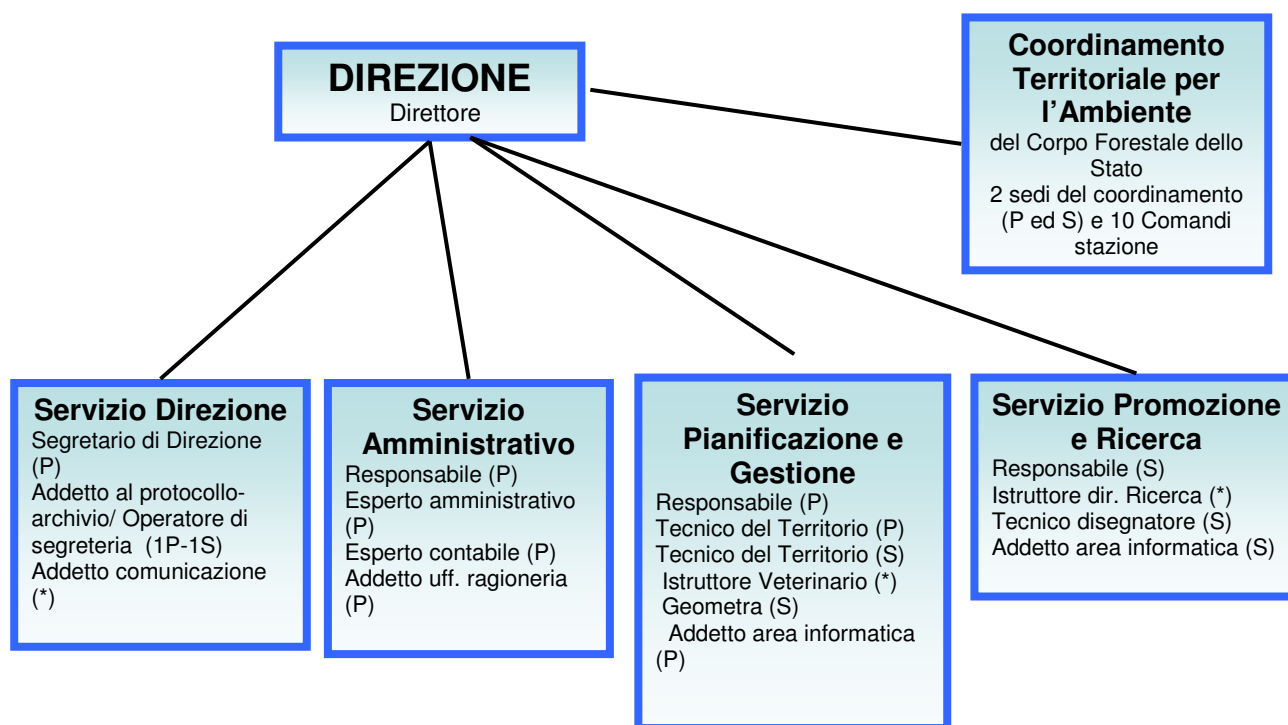 DIREZIONE
Direttore
Coordinamento
Territoriale per
l’Ambiente
del Corpo Forestale dello
Stato
2 sedi del coordinamento
(P ed S) e 10 Comandi
stazione
Servizio Direzione
Segretario di Direzione
(P)
Addetto al protocollo-
archivio/ Operatore di
segreteria (1P-1S)
Addetto comunicazione
(*)
Servizio
Amministrativo
Responsabile (P)
Esperto amministrativo
(P)
Esperto contabile (P)
Addetto uff. ragioneria
(P)
Servizio
Pianificazione e
Gestione
Responsabile (P)
Tecnico del Territorio (P)
Tecnico del Territorio (S)
Istruttore Veterinario (*)
Geometra (S)
Addetto area informatica
(P)
Servizio Promozione
e Ricerca
Responsabile (S)
Istruttore dir. Ricerca (*)
Tecnico disegnatore (S)
Addetto area informatica (S)